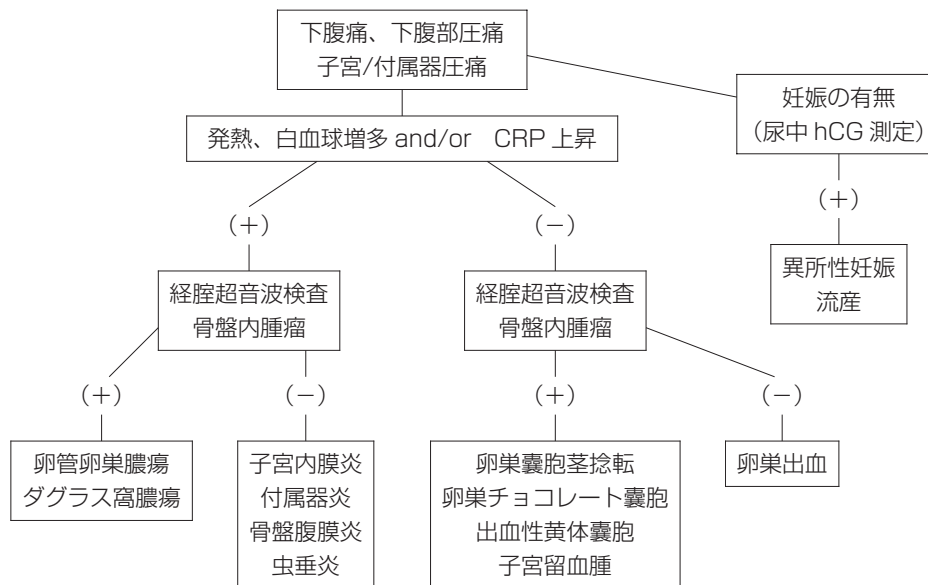 下腹痛、下腹部圧痛
子宮/付属器圧痛
妊娠の有無
（尿中 hCG 測定）
発熱、白血球増多 and/or　CRP 上昇
（＋）
（＋）
（－）
異所性妊娠
流産
経腟超音波検査
骨盤内腫瘤
経腟超音波検査
骨盤内腫瘤
（＋）
（－）
（＋）
（－）
卵管卵巣膿瘍
ダグラス窩膿瘍
子宮内膜炎
付属器炎
骨盤腹膜炎
虫垂炎
卵巣嚢胞茎捻転
卵巣チョコレート嚢胞
出血性黄体嚢胞
子宮留血腫
卵巣出血